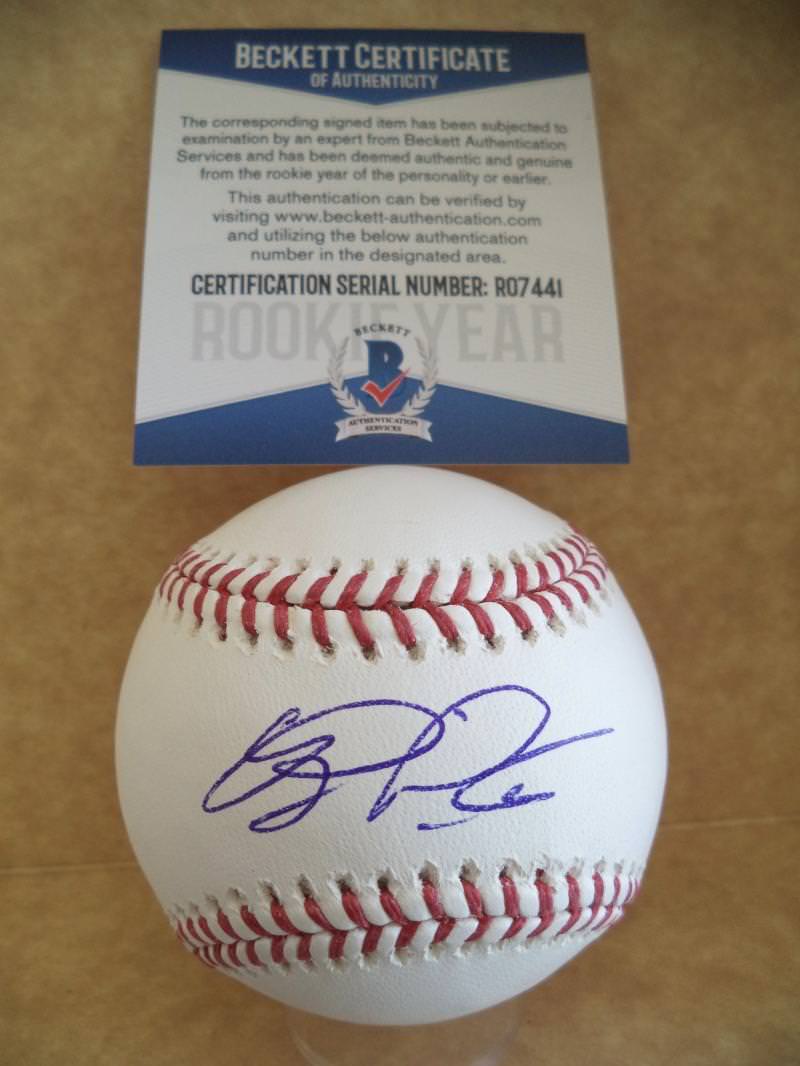 BECKETT CERTIFICATE
OF AUTHENTICITY
The corresponding signed item has been subjected to
examination by an expert from Beckett Authentication
Services and has been deemed authentic and genuine
from the rookie year of the personality or earlier.
This authentication can be verified by
visiting www.beckett-authentication.com
and utilizing the below authentication
number in the designated area.
CERTIFICATION SERIAL NUMBER: R07441
ROOKIE YEAR
BECKETT
B
AUTHENTICATION
SERVICES